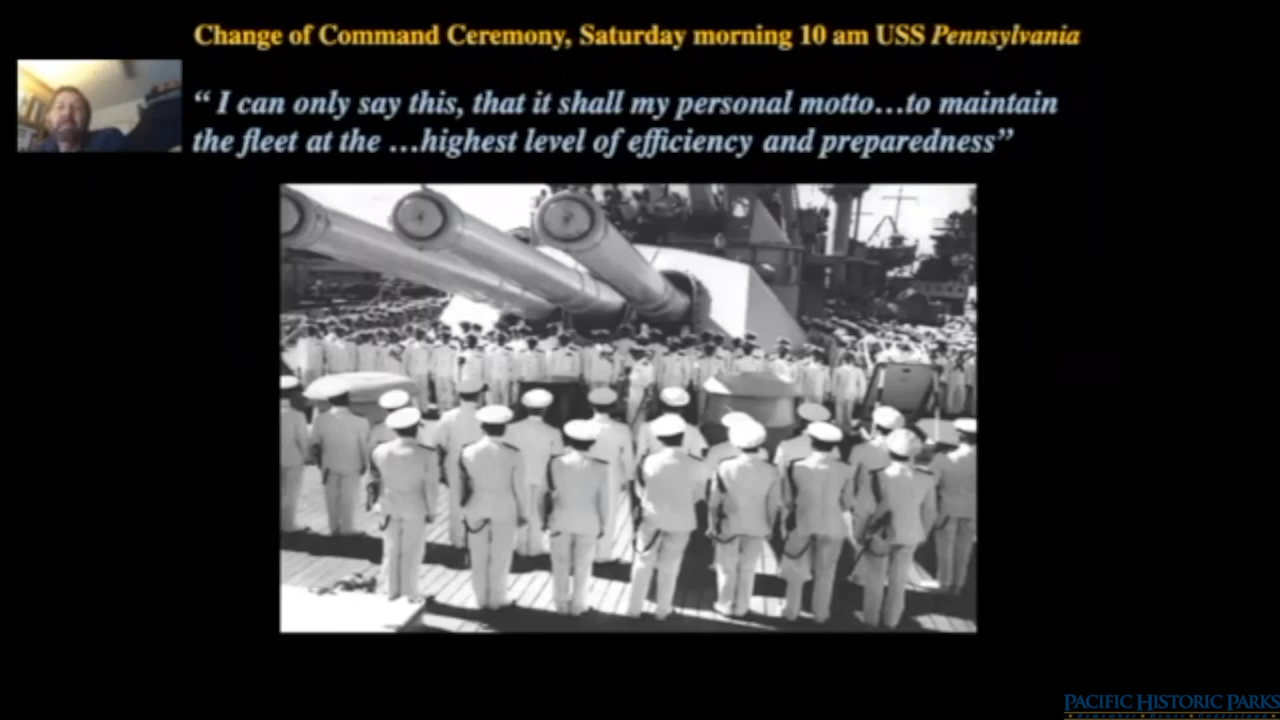 Change of Command Ceremony, Saturday morning 10 am USS Pennsylvania
“ I can only say this, that it shall my personal motto…to maintain
the fleet at the …highest level of efficiency and preparedness”
PACIFIC HISTORIC PARKS